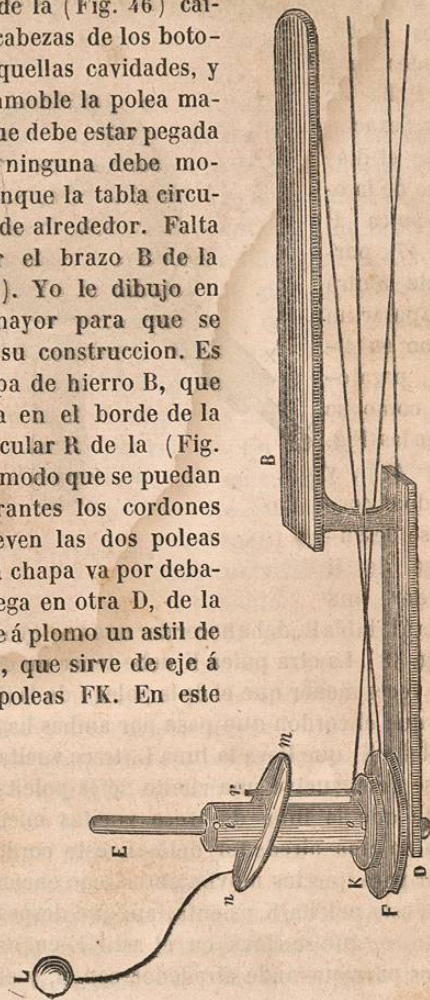 de la (Fig. 46) cai-
cabezas de los boto-
quellas cavidades, y
moble la polea ma-
ue debe estar pegada
ninguna debe mo-
nque la tabla circu-
de alrededor. Falta
el brazo B de la
). Yo le dibujo en
mayor para que se
su construccion. Es
pa de hierro B, que
a en el borde de la
cular R de la (Fig.
modo que se puedan
rantes los cordones
even las dos poleas
chapa va por deba-
ega en otra D, de la
e á plomo un astil de
, que sirve de eje á
poleas FK. En este
B
E
m
n
n
L
K
F
D